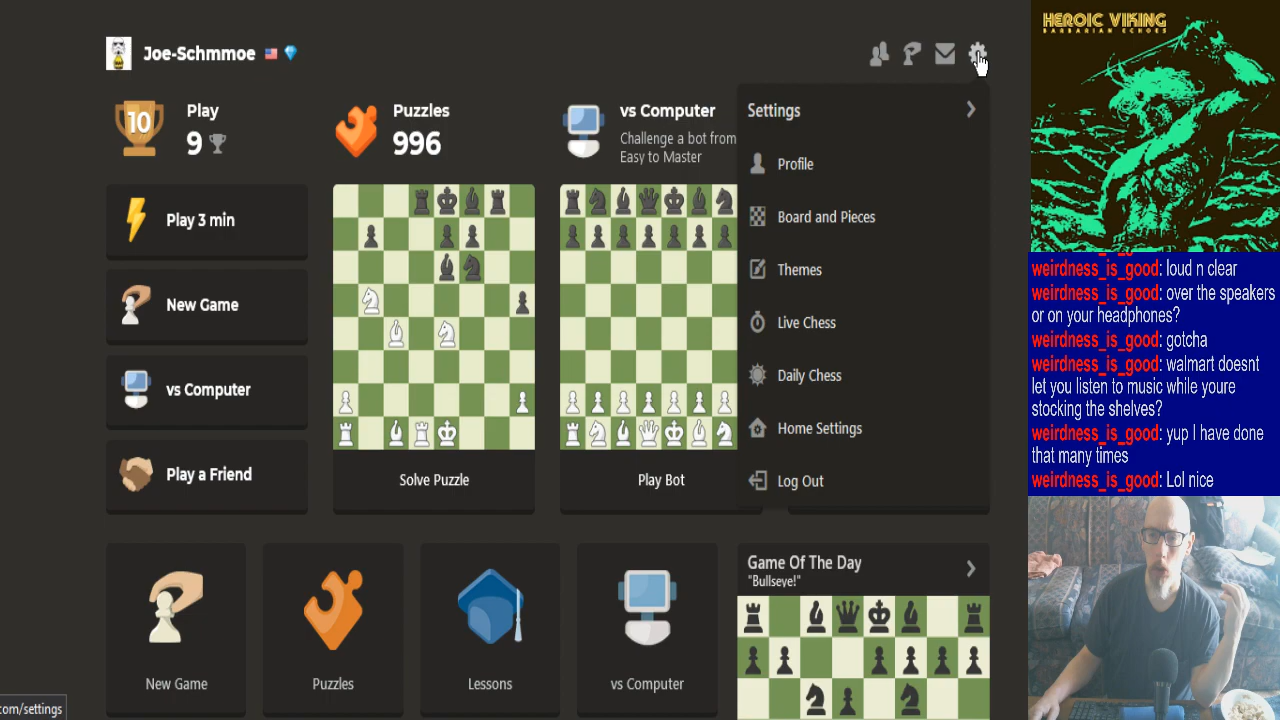 Joe-Schmmoe
10
Play
9
Puzzles
996
vs Computer
Challenge a bot from
Easy to Master
Play 3 min
New Game
vs Computer
Play a Friend
Solve Puzzle
Play Bot
Settings
Profile
Board and Pieces
Themes
Live Chess
Daily Chess
Home Settings
Log Out
New Game
Puzzles
Lessons
vs Computer
Game Of The Day
"Bullseye!"
com/settings
HEROIC VIKING
BARBARIAN ECHOES
weirdness_is_good: loud n clear
weirdness_is_good: over the speakers
or on your headphones?
weirdness_is_good: gotcha
weirdness_is_good: walmart doesnt
let you listen to music while youre
stocking the shelves?
weirdness_is_good: yup I have done
that many times
weirdness_is_good: Lol nice